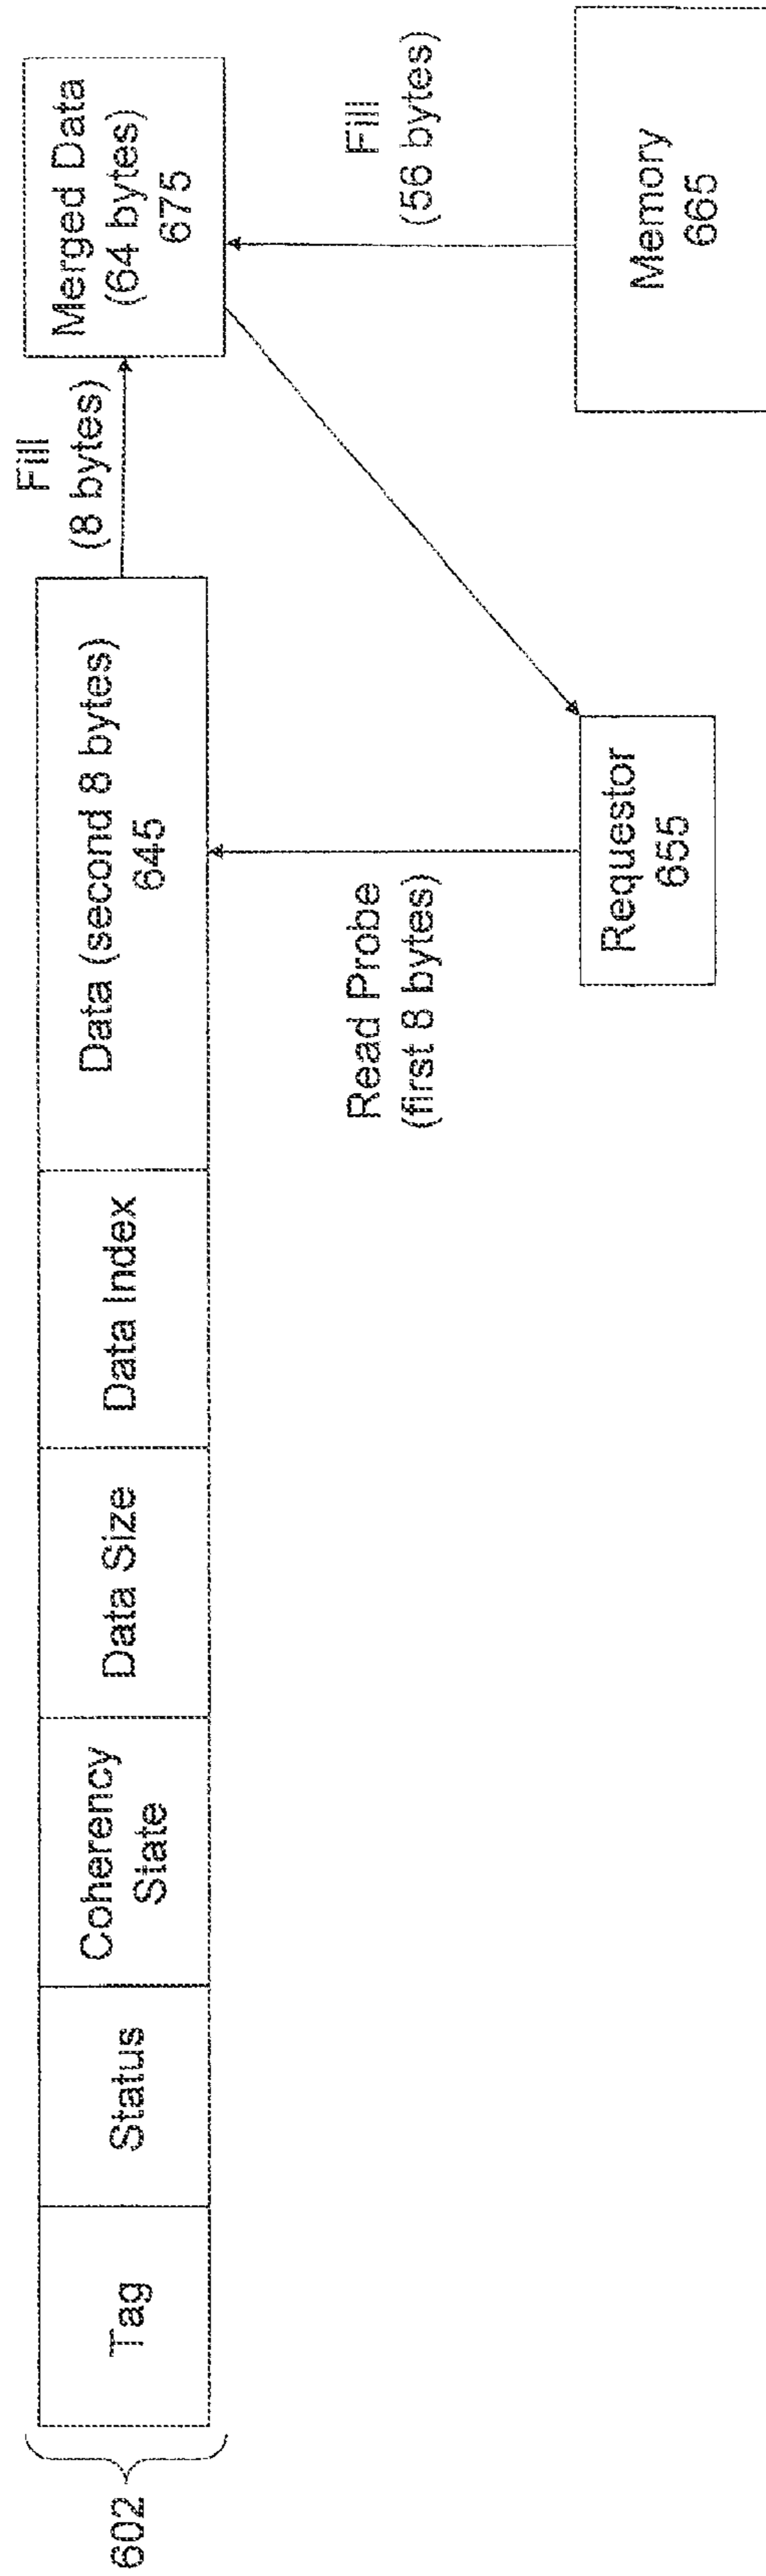 602
Tag
Status
Coherency
State
Data Size
Data Index
Data (second 8 bytes)
645
Fill
(8 bytes)
Merged Data
(64 bytes)
675
Read Probe
(first 8 bytes)
Fill
(56 bytes)
Requestor
655
Memory
665